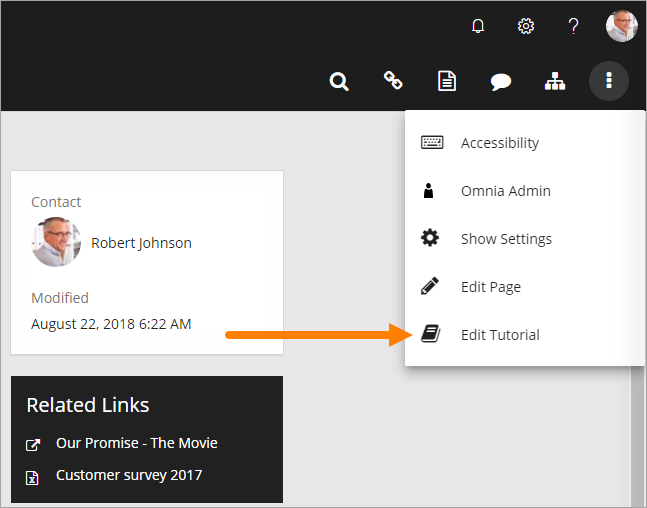 Accessibility
Omnia Admin
Show Settings
Edit Page
Edit Tutorial
Contact
Robert Johnson
Modified
August 22, 2018 6:22 AM
Related Links
Our Promise - The Movie
Customer survey 2017